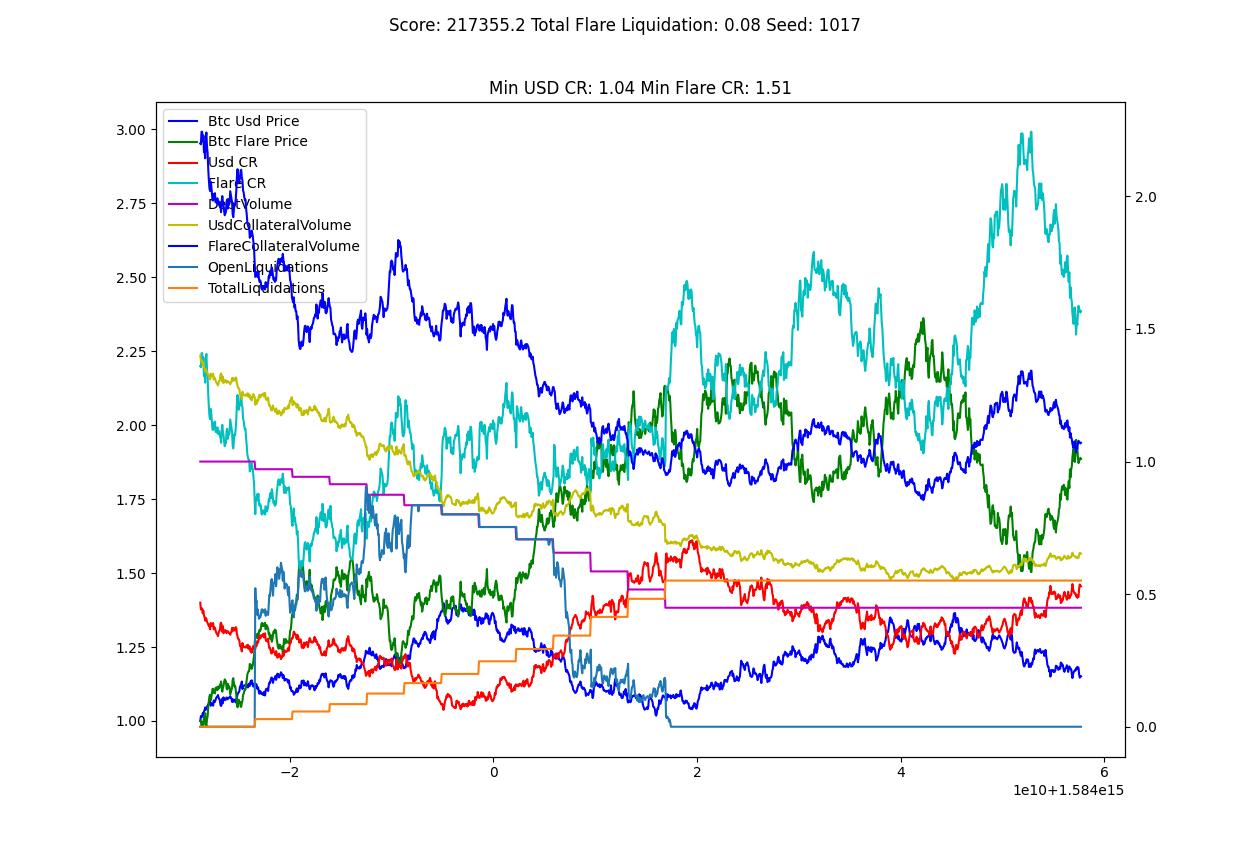 Score: 217355.2 Total Flare Liquidation: 0.08 Seed: 1017
Min USD CR: 1.04 Min Flare CR: 1.51
Btc Usd Price
Btc Flare Price
Usd CR
Flare CR
DebtVolume
UsdCollateralVolume
FlareCollateralVolume
OpenLiquidations
TotalLiquidations
3.00
2.75
2.50
2.25
2.00
1.75
1.50
1.25
1.00
2.0
1.5
1.0
0.5
0.0
−2
0
2
4
6
1e10+1.584e15